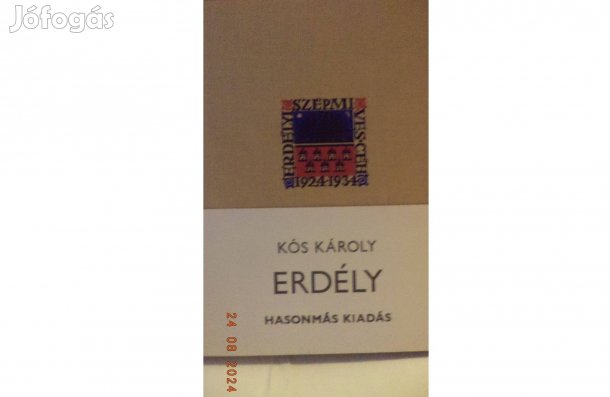 Jófogás
ERDÉLYI
SZÉPMI
VES·CÉH
1924-1934
KÓS KÁROLY
ERDÉLY
HASONMÁS KIADÁS
24 08 2024